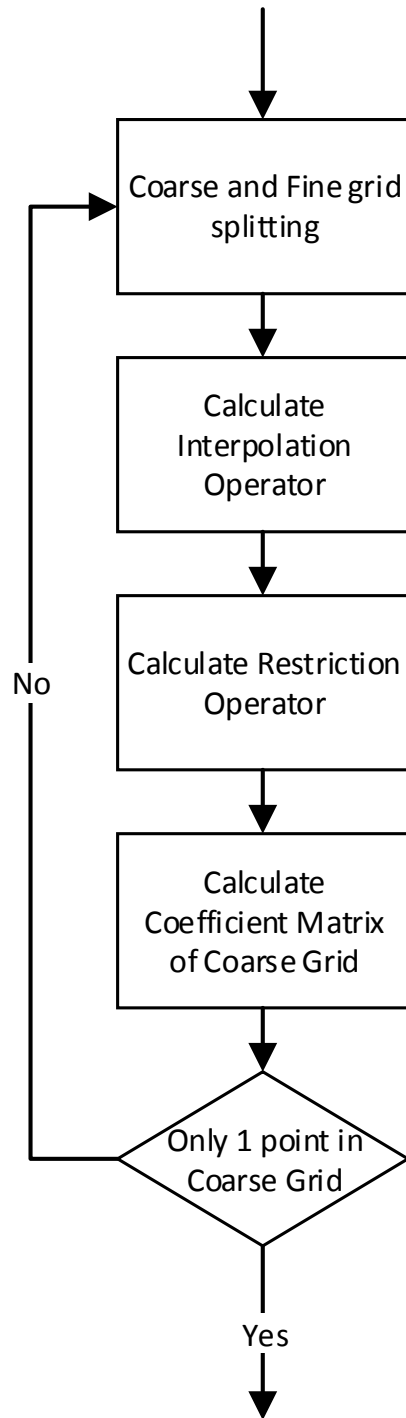 Coarse and Fine grid
splitting
Calculate
Interpolation
Operator
Calculate Restriction
Operator
No
Calculate
Coefficient Matrix
of Coarse Grid
Only 1 point in
Coarse Grid
Yes